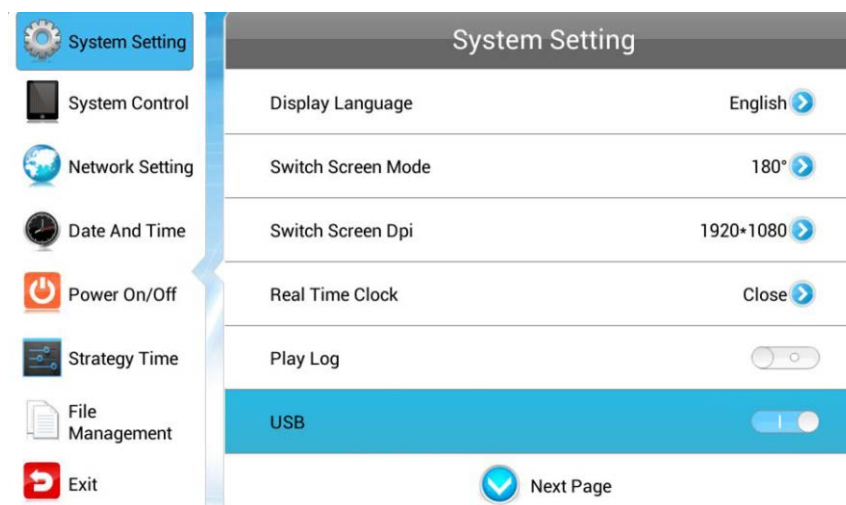 System Setting
System Control
Network Setting
Date And Time
Power On/Off
Strategy Time
File
Management
Exit
System Setting
Display Language English
Switch Screen Mode 180°
Switch Screen Dpi 1920*1080
Real Time Clock Close
Play Log
USB
Next Page